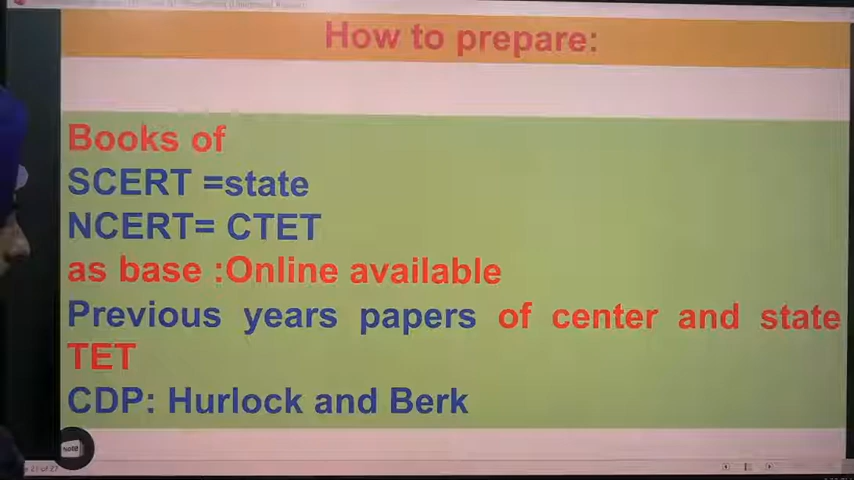 How to prepare:
Books of
SCERT =state
NCERT= CTET
as base :Online available
Previous years papers of center and state
TET
CDP: Hurlock and Berk